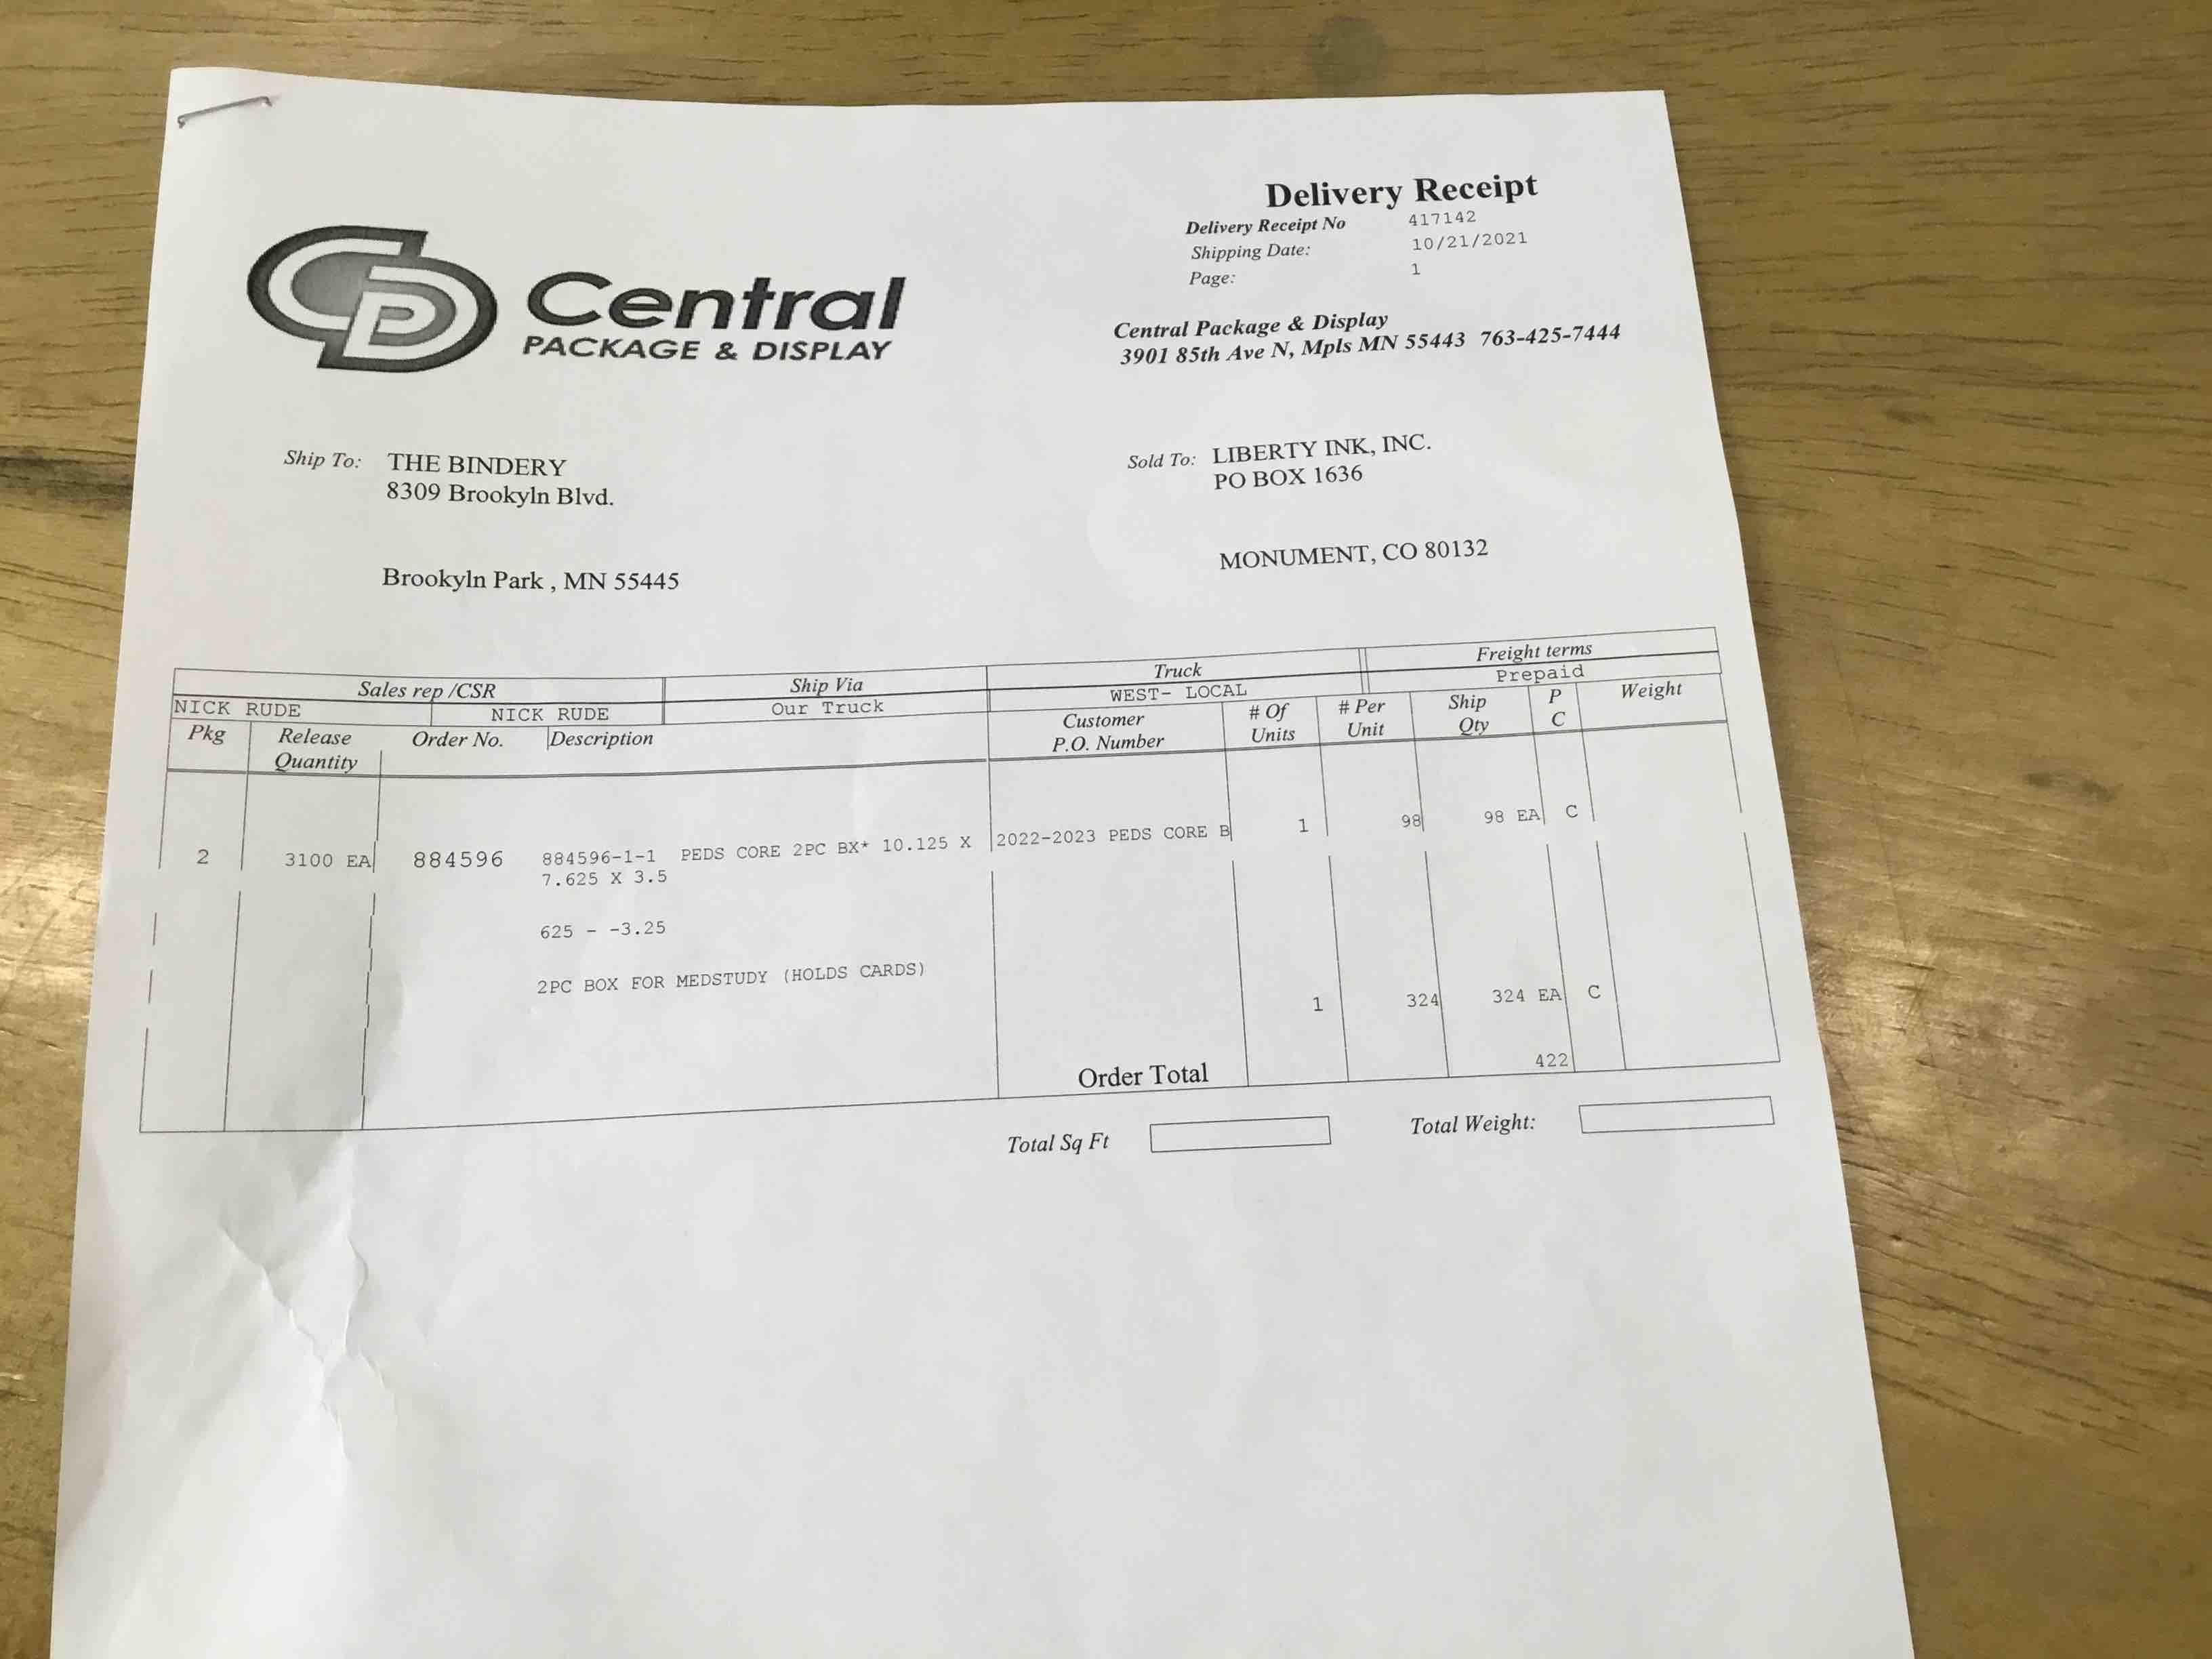 Delivery Receipt
Delivery Receipt No 417142
Shipping Date: 10/21/2021
Page: 1
CPD Central
PACKAGE & DISPLAY
Central Package & Display
3901 85th Ave N, Mpls MN 55443 763-425-7444
Ship To: THE BINDERY
8309 Brookyln Blvd.
Brookyln Park , MN 55445
Sold To: LIBERTY INK, INC.
PO BOX 1636
MONUMENT, CO 80132
Sales rep /CSR Ship Via Truck Freight terms
NICK RUDE NICK RUDE Our Truck WEST- LOCAL Prepaid
Pkg Release Quantity Order No. Description Customer P.O. Number # Of Units # Per Unit Ship Qty P C Weight
2 3100 EA 884596 884596-1-1 PEDS CORE 2PC BX* 10.125 X 2022-2023 PEDS CORE B 1 98 98 EA C
7.625 X 3.5
625 - -3.25
2PC BOX FOR MEDSTUDY (HOLDS CARDS)
1 324 324 EA C
Order Total 422
Total Sq Ft Total Weight: